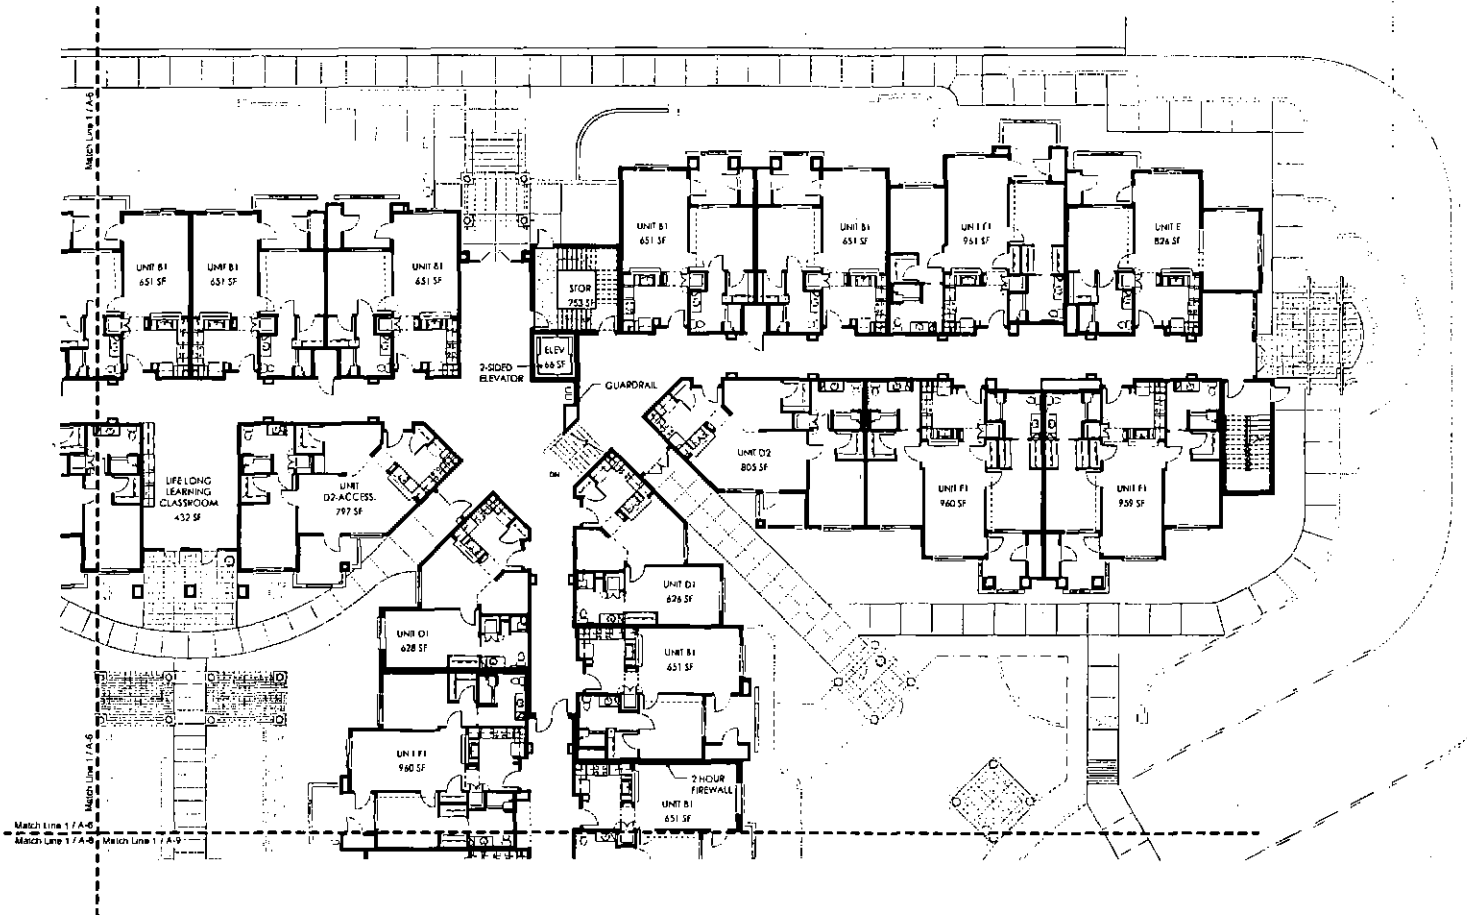 Match Line 1 / A-6
UNIT B1
651 SF
UNIT B1
651 SF
UNIT B1
651 SF
UNIT B1
651 SF
UNIT B1
651 SF
UNIT F1
961 SF
UNIT E
826 SF
STOR
753 SF
ELEV
66 SF
2-SIDED
ELEVATOR
GUARDRAIL
DN
LIFE LONG
LEARNING
CLASSROOM
432 SF
UNIT
D2-ACCESS.
797 SF
UNIT D2
805 SF
UNIT F1
960 SF
UNIT F1
959 SF
UNIT D1
626 SF
UNIT D1
628 SF
UNIT B1
651 SF
UNIT F1
960 SF
2 HOUR
FIREWALL
UNIT B1
651 SF
Match Line 1 / A-6
Match Line 1 / A-8
Match Line 1 / A-8
Match Line 1 / A-9